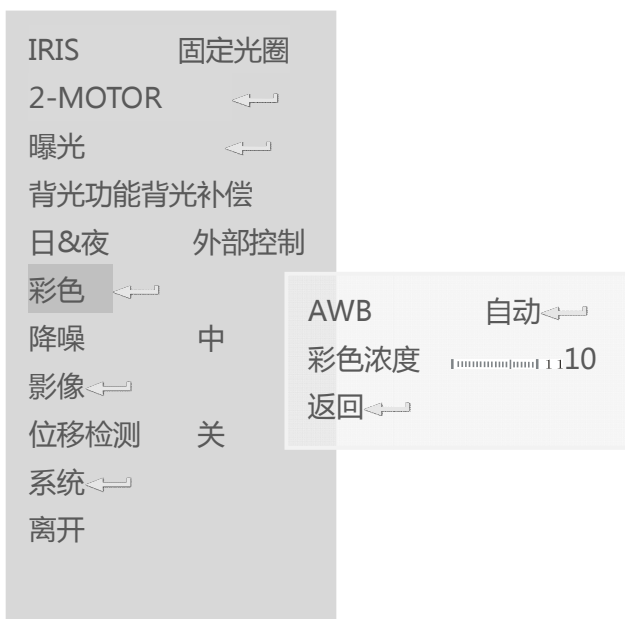 IRIS 固定光圈
2-MOTOR
曝光
背光功能背光补偿
日&夜 外部控制
彩色
降噪 中
影像
位移检测 关
系统
离开
AWB 自动
彩色浓度 1 110
返回